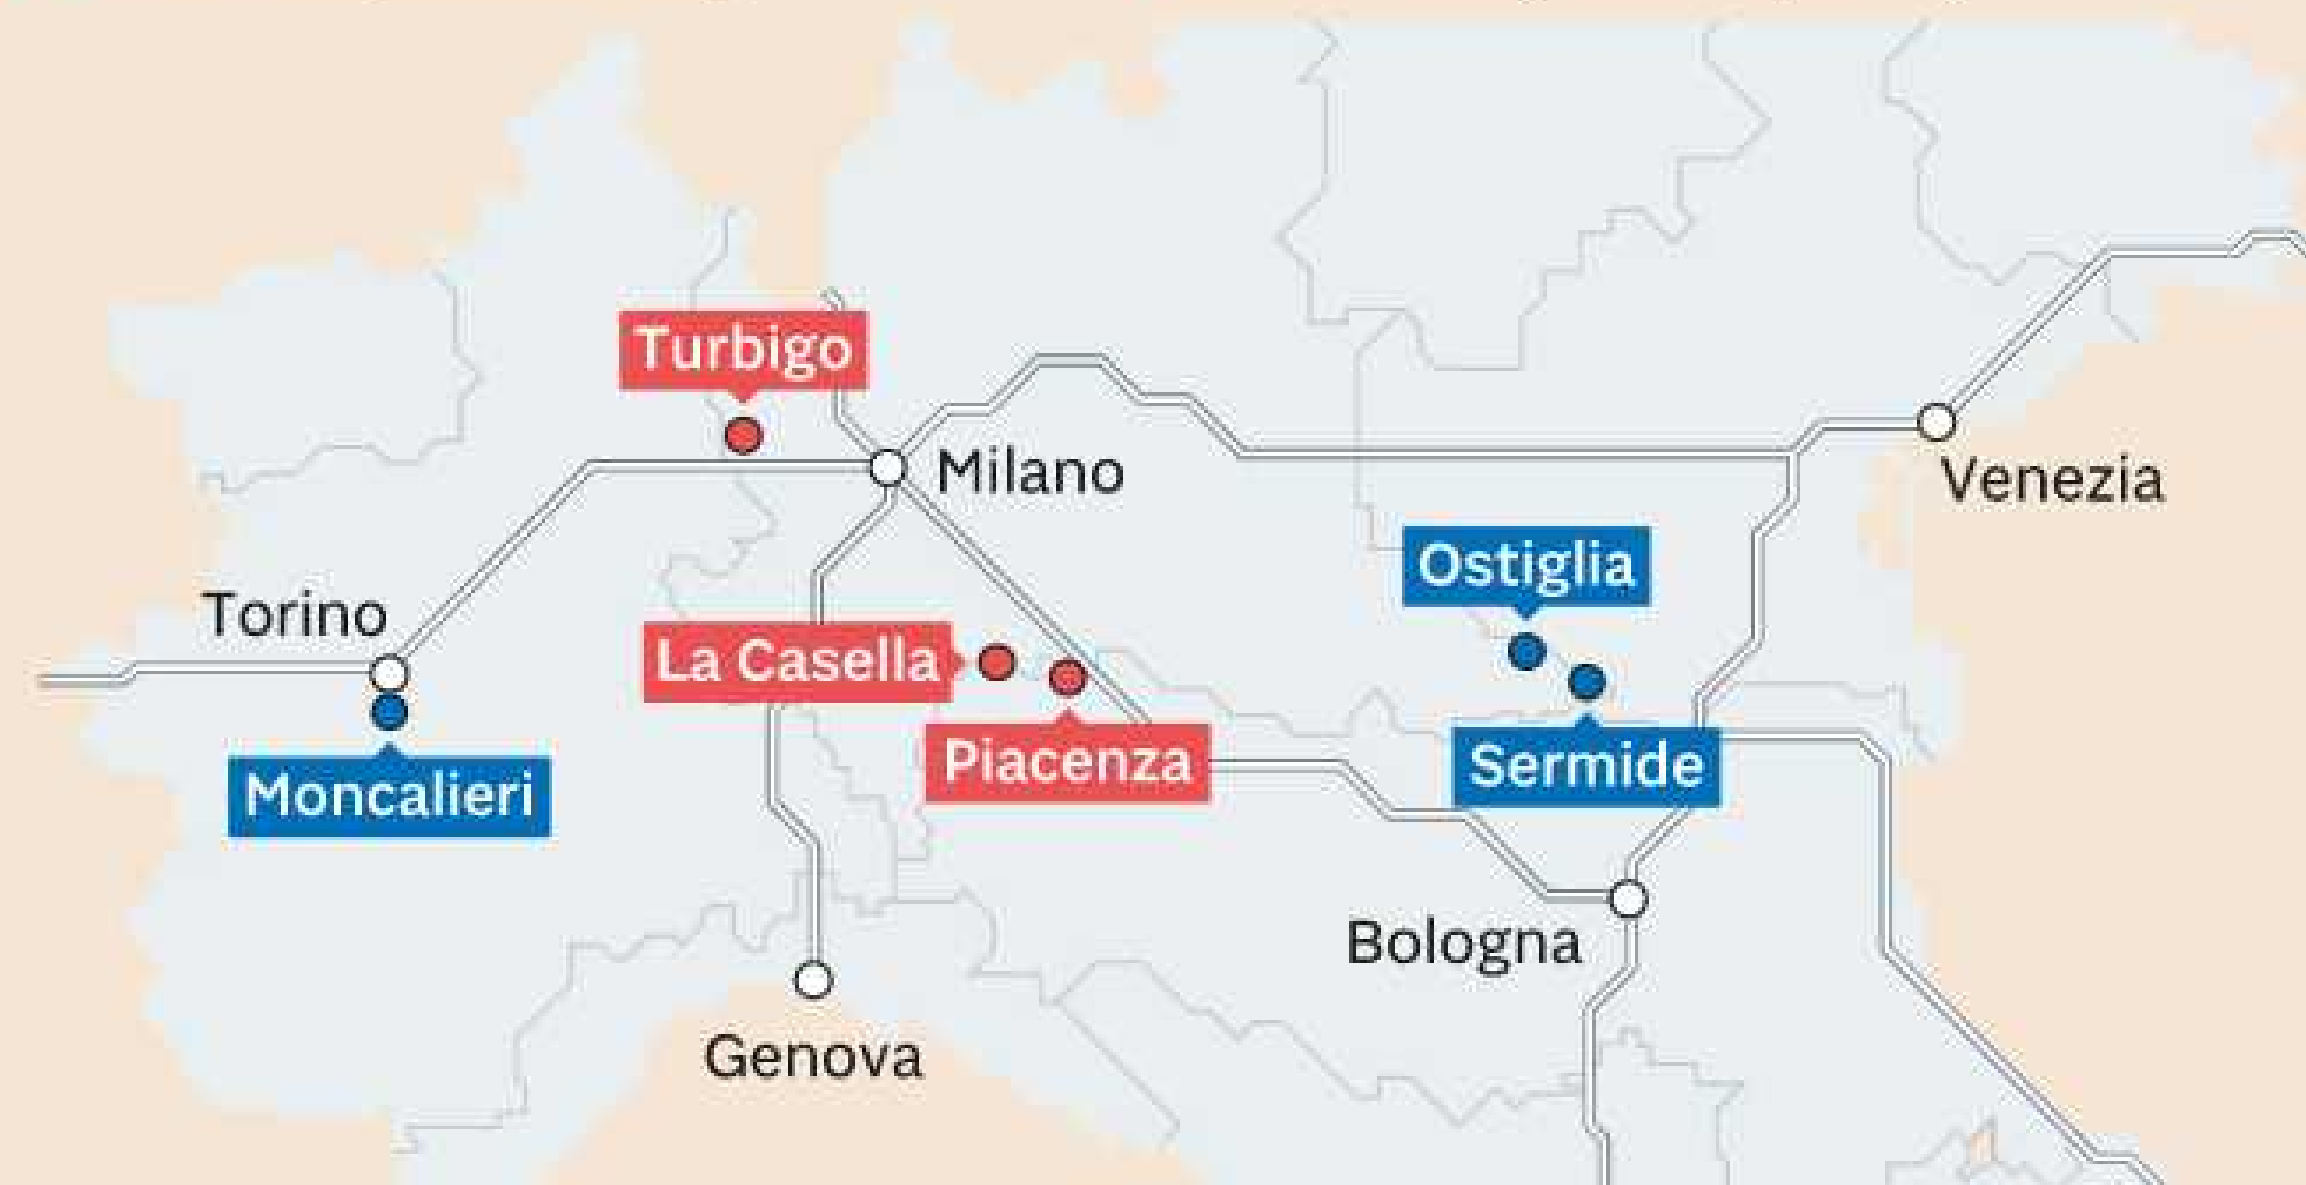 Turbigo
Milano
Venezia
Ostiglia
Torino
La Casella
Piacenza
Sermide
Moncalieri
Bologna
Genova